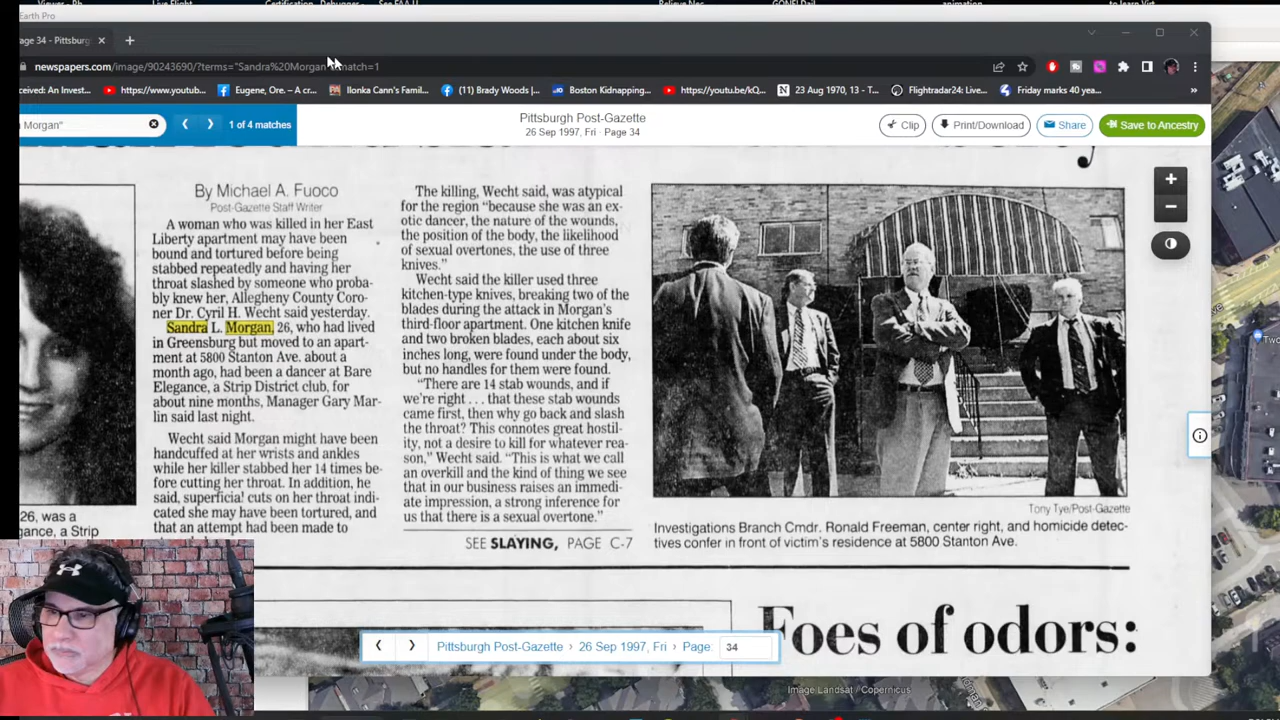 Earth Pro
age 34 - Pittsburg
newspapers.com/image/90243690/?terms="Sandra%20Morgan match=1
ceived: An Invest...
https://www.youtub...
Eugene, Ore. – A cr...
Ilonka Cann's Famil...
(11) Brady Woods |...
Boston Kidnapping...
https://youtu.be/kQ...
23 Aug 1970, 13 - T...
Flightradar24: Live...
Friday marks 40 yea...
Morgan"
1 of 4 matches
Pittsburgh Post-Gazette
26 Sep 1997, Fri · Page 34
Clip
Print/Download
Share
Save to Ancestry
By Michael A. Fuoco
Post-Gazette Staff Writer
A woman who was killed in her East
Liberty apartment may have been
bound and tortured before being
stabbed repeatedly and having her
throat slashed by someone who proba-
bly knew her, Allegheny County Coro-
ner Dr. Cyril H. Wecht said yesterday.
Sandra L. Morgan, 26, who had lived
in Greensburg but moved to an apart-
ment at 5800 Stanton Ave. about a
month ago, had been a dancer at Bare
Elegance, a Strip District club, for
about nine months, Manager Gary Mar-
lin said last night.
Wecht said Morgan might have been
handcuffed at her wrists and ankles
while her killer stabbed her 14 times be-
fore cutting her throat. In addition, he
said, superficial cuts on her throat indi-
cated she may have been tortured, and
that an attempt had been made to
The killing, Wecht said, was atypical
for the region "because she was an ex-
otic dancer, the nature of the wounds,
the position of the body, the likelihood
of sexual overtones, the use of three
knives."
Wecht said the killer used three
kitchen-type knives, breaking two of the
blades during the attack in Morgan's
third-floor apartment. One kitchen knife
and two broken blades, each about six
inches long, were found under the body,
but no handles for them were found.
"There are 14 stab wounds, and if
we're right . . . that these stab wounds
came first, then why go back and slash
the throat? This connotes great hostil-
ity, not a desire to kill for whatever rea-
son," Wecht said. "This is what we call
an overkill and the kind of thing we see
that in our business raises an immedi-
ate impression, a strong inference for
us that there is a sexual overtone."
SEE SLAYING, PAGE C-7
Tony Tye/Post-Gazette
Investigations Branch Cmdr. Ronald Freeman, center right, and homicide detec-
tives confer in front of victim's residence at 5800 Stanton Ave.
26, was a
gance, a Strip
Foes of odors:
Pittsburgh Post-Gazette › 26 Sep 1997, Fri › Page: 34
Image Landsat / Copernicus